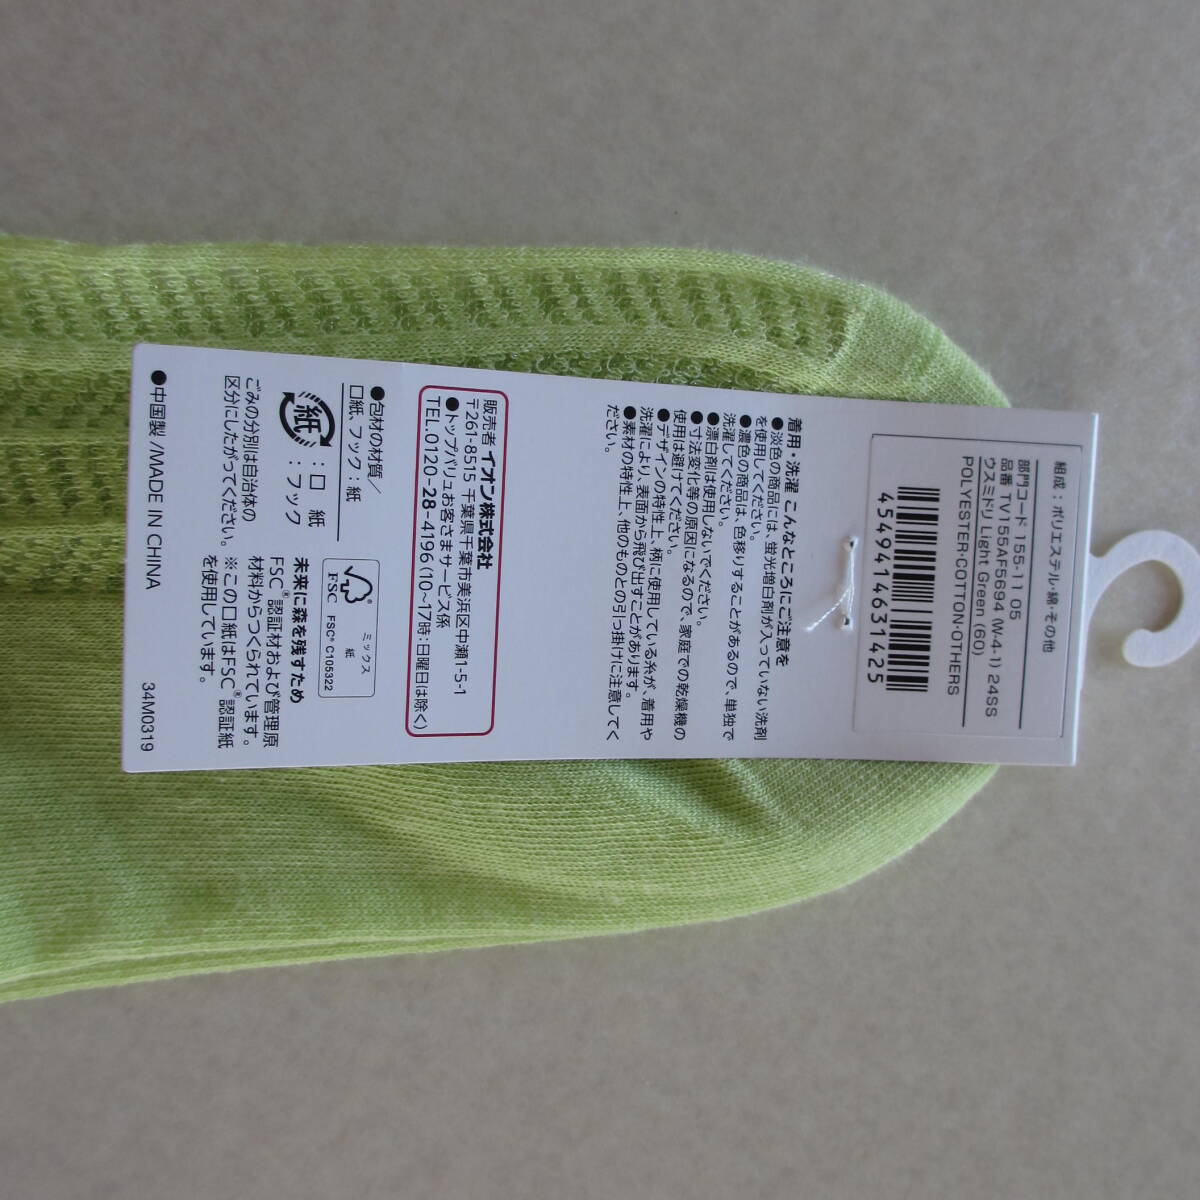 組成：ポリエステル・綿・その他
部門コード 155-11 05
品番 TV155AF5694 (W-4-1) 24SS
ウスミドリ Light Green (60)
POLYESTER・COTTON・OTHERS
4549414631425
着用・洗濯 こんなところにご注意を
●淡色の商品には、蛍光増白剤が入っていない洗剤
を使用してください。
●濃色の商品は、色移りすることがあるので、単独で
洗濯してください。
●漂白剤は使用しないでください。
●寸法変化等の原因になるので、家庭での乾燥機の
使用は避けてください。
●デザインの特性上、柄に使用している糸が、着用や
洗濯により、表面から飛び出すことがあります。
●素材の特性上、他のものとの引っ掛けに注意してく
ださい。
販売者 イオン株式会社
〒261-8515 千葉県千葉市美浜区中瀬1-5-1
●トップバリュお客さまサービス係
TEL.0120-28-4196 (10~17時:日曜日は除く)
●包材の材質／
口紙、フック：紙
紙
：口 紙
：フック
ごみの分別は自治体の
区分にしたがってください。
ミックス
紙
FSC
FSC® C105322
未来に森を残すため
FSC®認証材および管理原
材料からつくられています。
※この口紙はFSC®認証紙
を使用しています。
●中国製 /MADE IN CHINA
34M0319